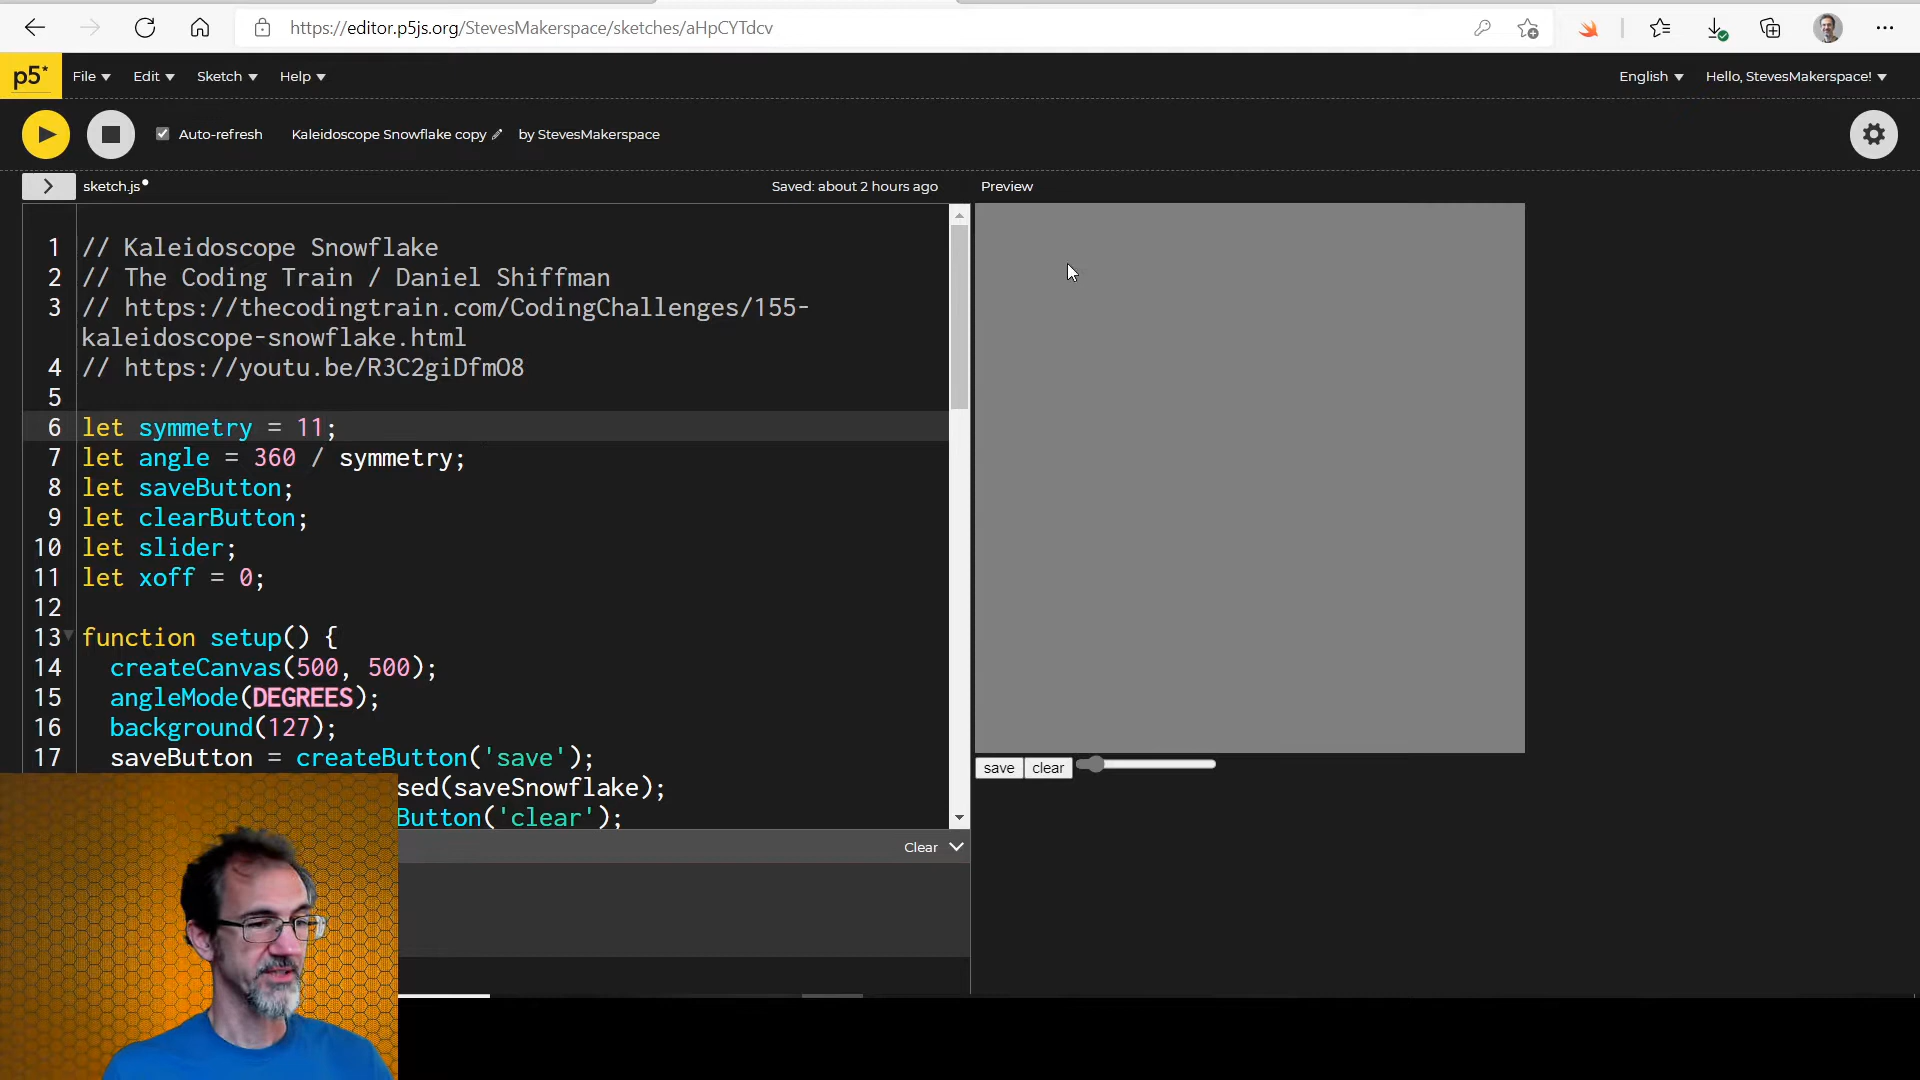 https://editor.p5js.org/StevesMakerspace/sketches/aHpCYTdcv
p5* File Edit Sketch Help English Hello, StevesMakerspace!
Auto-refresh Kaleidoscope Snowflake copy by StevesMakerspace
sketch.js Saved: about 2 hours ago Preview
1 // Kaleidoscope Snowflake
2 // The Coding Train / Daniel Shiffman
3 // https://thecodingtrain.com/CodingChallenges/155-
kaleidoscope-snowflake.html
4 // https://youtu.be/R3C2giDfmO8
5
6 let symmetry = 11;
7 let angle = 360 / symmetry;
8 let saveButton;
9 let clearButton;
10 let slider;
11 let xoff = 0;
12
13 function setup() {
14 createCanvas(500, 500);
15 angleMode(DEGREES);
16 background(127);
17 saveButton = createButton('save');
sed(saveSnowflake);
Button('clear');
save clear
Clear